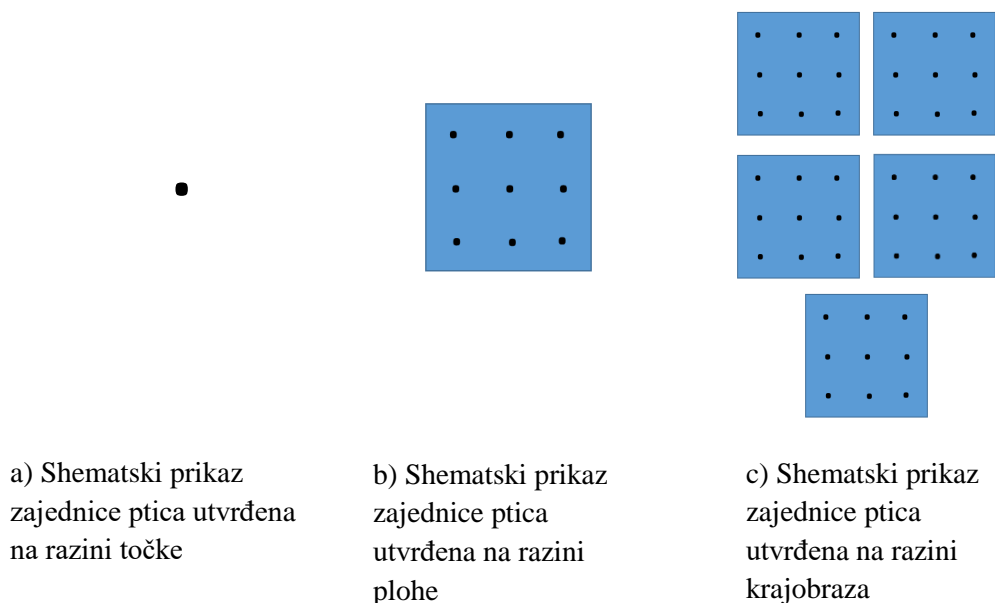 a) Shematski prikaz
zajednice ptica utvrđena
na razini točke
b) Shematski prikaz
zajednice ptica
utvrđena na razini
plohe
c) Shematski prikaz
zajednice ptica
utvrđena na razini
krajobraza